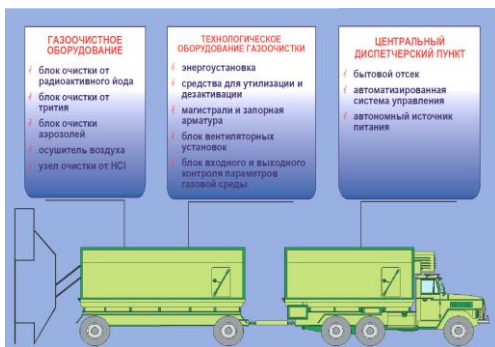 ГАЗООЧИСТНОЕ
ОБОРУДОВАНИЕ
блок очистки от
радиоактивного йода
блок очистки от
трития
блок очистки
аэрозолей
осушитель воздуха
узел очистки от HCl
ТЕХНОЛОГИЧЕСКОЕ
ОБОРУДОВАНИЕ ГАЗООЧИСТКИ
энергоустановка
средства для утилизации и
дезактивации
магистрали и запорная
арматура
блок вентиляторных
установок
блок входного и выходного
контроля параметров
газовой среды
ЦЕНТРАЛЬНЫЙ
ДИСПЕТЧЕРСКИЙ ПУНКТ
бытовой отсек
автоматизированная
система управления
автономный источник
питания